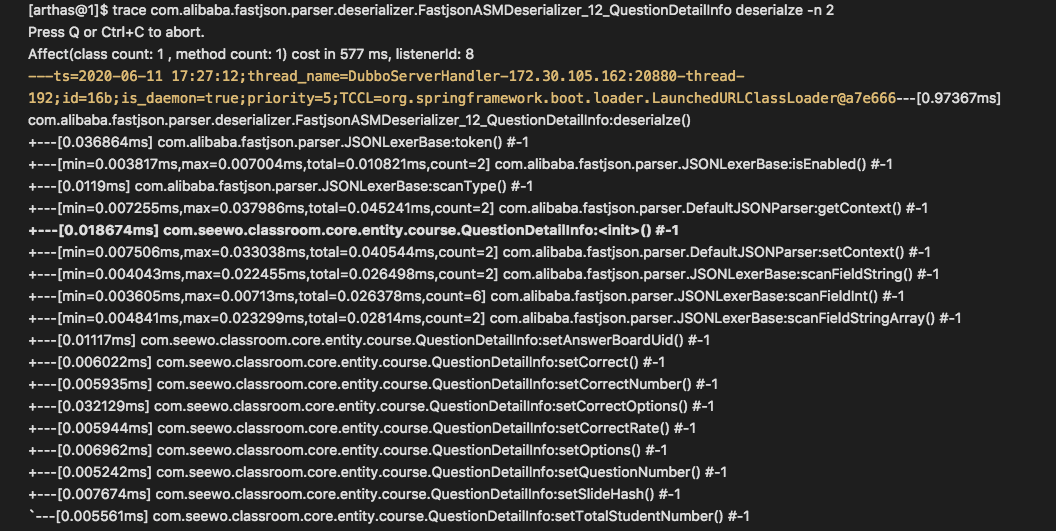 [arthas@1]$ trace com.alibaba.fastjson.parser.deserializer.FastjsonASMDeserializer_12_QuestionDetailInfo deserialze -n 2
Press Q or Ctrl+C to abort.
Affect(class count: 1 , method count: 1) cost in 577 ms, listenerId: 8
---ts=2020-06-11 17:27:12;thread_name=DubboServerHandler-172.30.105.162:20880-thread-
192;id=16b;is_daemon=true;priority=5;TCCL=org.springframework.boot.loader.LaunchedURLClassLoader@a7e666---[0.97367ms]
com.alibaba.fastjson.parser.deserializer.FastjsonASMDeserializer_12_QuestionDetailInfo:deserialze()
+---[0.036864ms] com.alibaba.fastjson.parser.JSONLexerBase:token() #-1
+---[min=0.003817ms,max=0.007004ms,total=0.010821ms,count=2] com.alibaba.fastjson.parser.JSONLexerBase:isEnabled() #-1
+---[0.0119ms] com.alibaba.fastjson.parser.JSONLexerBase:scanType() #-1
+---[min=0.007255ms,max=0.037986ms,total=0.045241ms,count=2] com.alibaba.fastjson.parser.DefaultJSONParser:getContext() #-1
+---[0.018674ms] com.seewo.classroom.core.entity.course.QuestionDetailInfo:<init>() #-1
+---[min=0.007506ms,max=0.033038ms,total=0.040544ms,count=2] com.alibaba.fastjson.parser.DefaultJSONParser:setContext() #-1
+---[min=0.004043ms,max=0.022455ms,total=0.026498ms,count=2] com.alibaba.fastjson.parser.JSONLexerBase:scanFieldString() #-1
+---[min=0.003605ms,max=0.00713ms,total=0.026378ms,count=6] com.alibaba.fastjson.parser.JSONLexerBase:scanFieldInt() #-1
+---[min=0.004841ms,max=0.023299ms,total=0.02814ms,count=2] com.alibaba.fastjson.parser.JSONLexerBase:scanFieldStringArray() #-1
+---[0.01117ms] com.seewo.classroom.core.entity.course.QuestionDetailInfo:setAnswerBoardUid() #-1
+---[0.006022ms] com.seewo.classroom.core.entity.course.QuestionDetailInfo:setCorrect() #-1
+---[0.005935ms] com.seewo.classroom.core.entity.course.QuestionDetailInfo:setCorrectNumber() #-1
+---[0.032129ms] com.seewo.classroom.core.entity.course.QuestionDetailInfo:setCorrectOptions() #-1
+---[0.005944ms] com.seewo.classroom.core.entity.course.QuestionDetailInfo:setCorrectRate() #-1
+---[0.006962ms] com.seewo.classroom.core.entity.course.QuestionDetailInfo:setOptions() #-1
+---[0.005242ms] com.seewo.classroom.core.entity.course.QuestionDetailInfo:setQuestionNumber() #-1
+---[0.007674ms] com.seewo.classroom.core.entity.course.QuestionDetailInfo:setSlideHash() #-1
`---[0.005561ms] com.seewo.classroom.core.entity.course.QuestionDetailInfo:setTotalStudentNumber() #-1